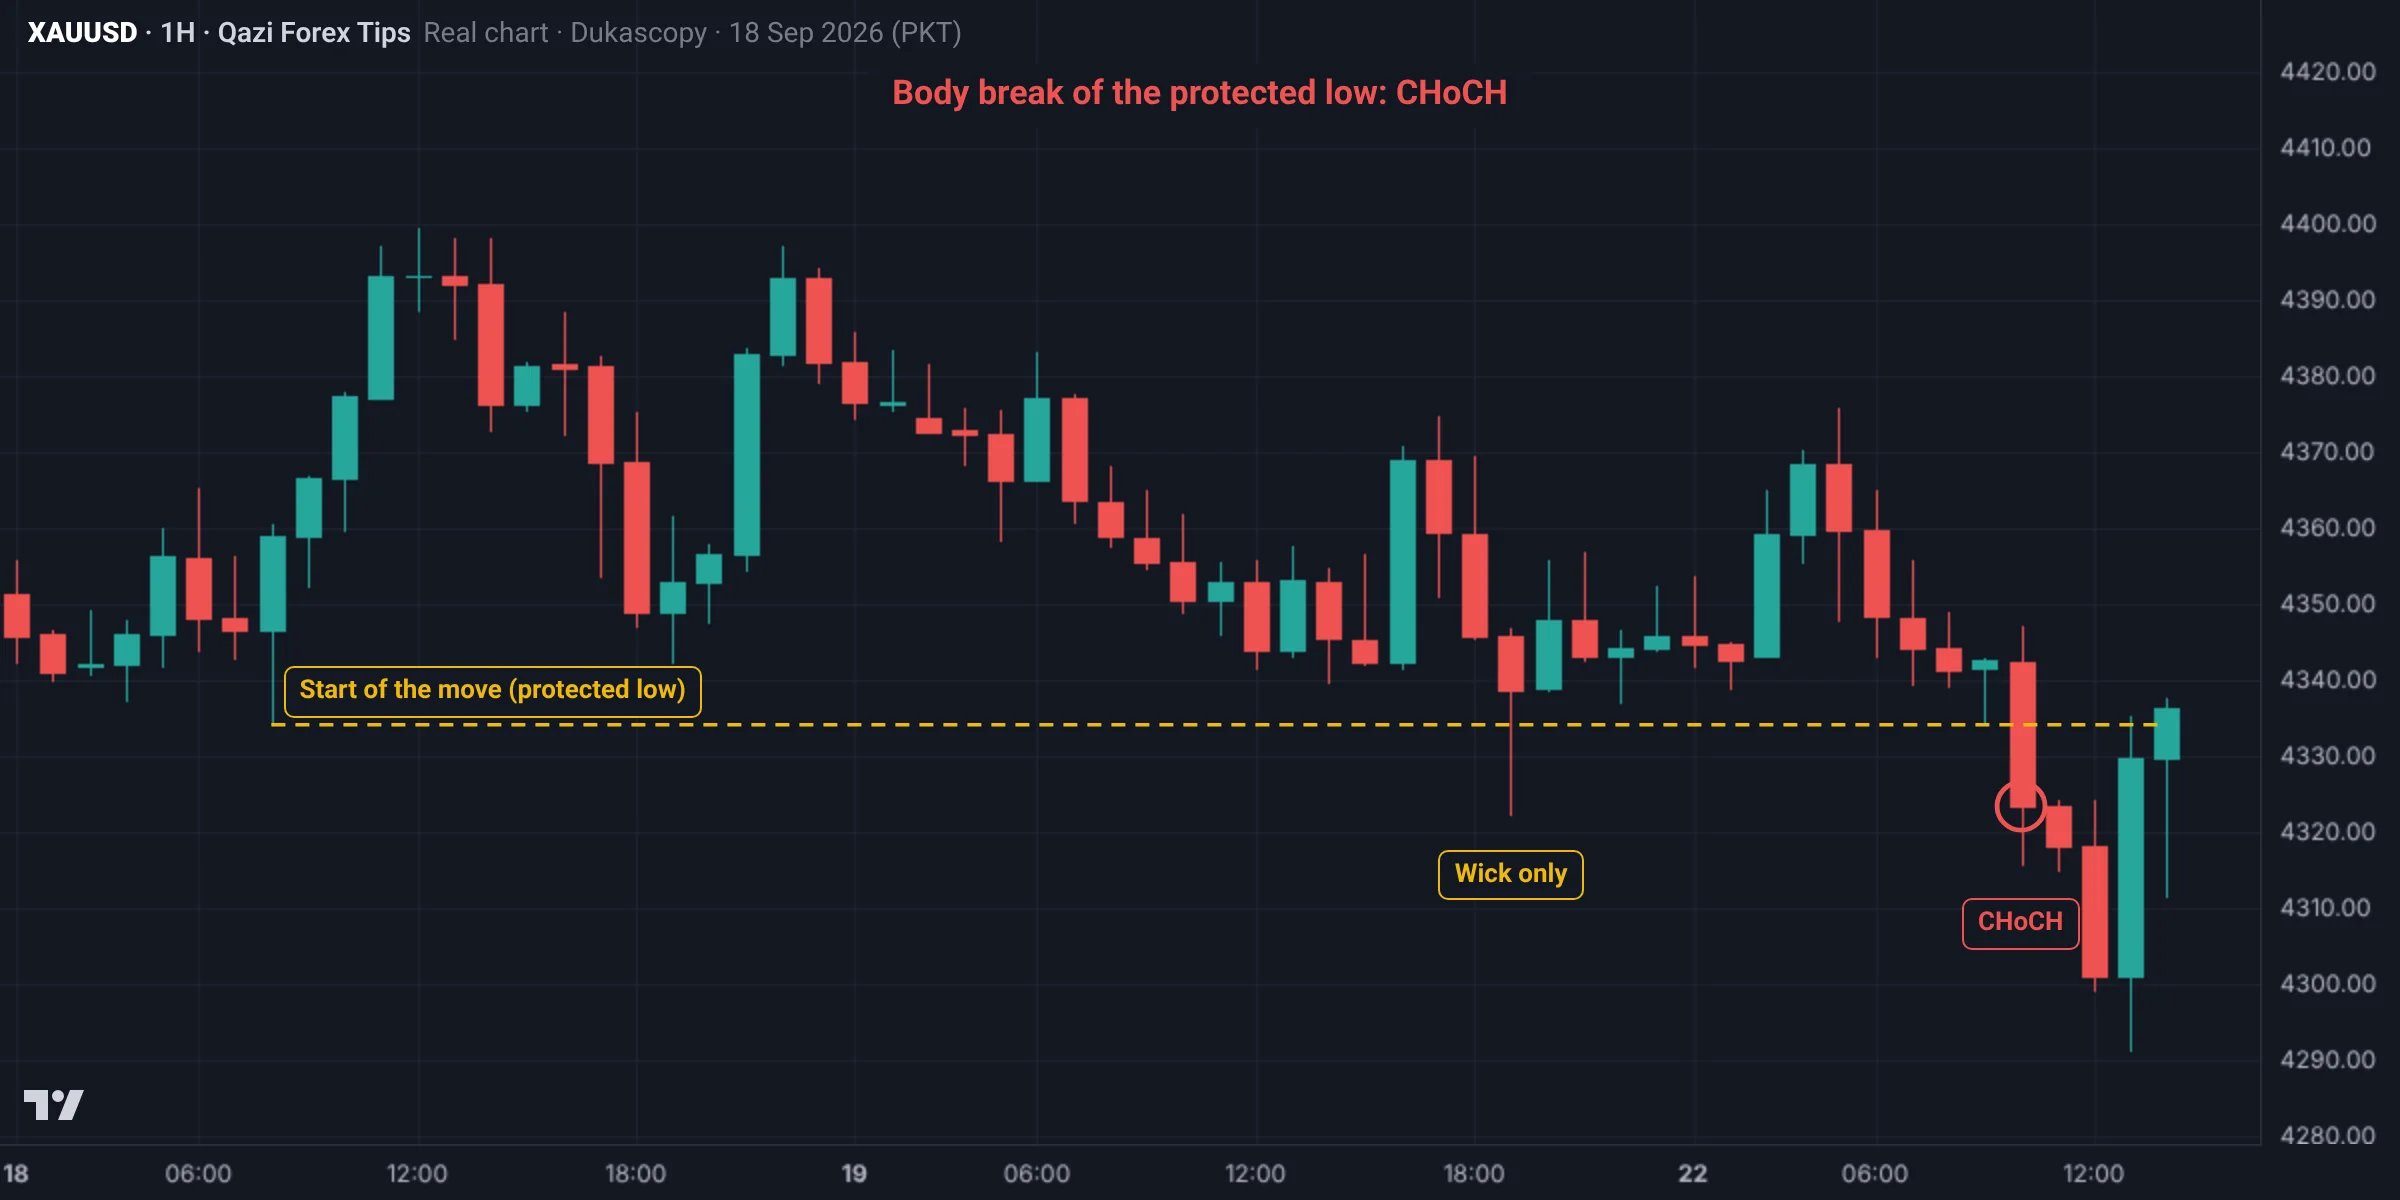 XAUUSD · 1H · Qazi Forex Tips Real chart · Dukascopy · 18 Sep 2026 (PKT)
Body break of the protected low: CHoCH
4420.00
4410.00
4400.00
4390.00
4380.00
4370.00
4360.00
4350.00
4340.00
4330.00
4320.00
4310.00
4300.00
4290.00
4280.00
Start of the move (protected low)
Wick only
CHoCH
18 06:00 12:00 18:00 19 06:00 12:00 18:00 22 06:00 12:00